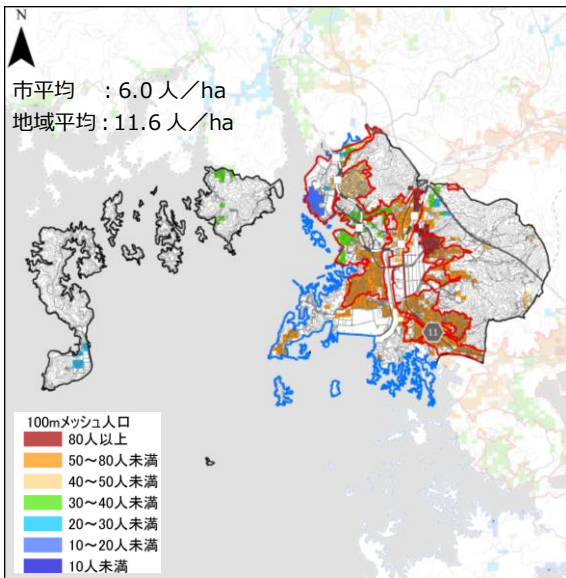 N
市平均　：6.0 人／ha
地域平均：11.6 人／ha
11
100mメッシュ人口
80人以上
50～80人未満
40～50人未満
30～40人未満
20～30人未満
10～20人未満
10人未満